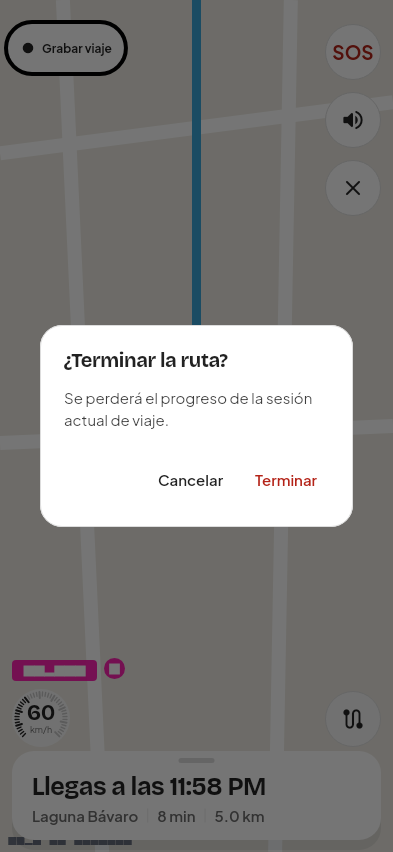 Grabar viaje
SOS
¿Terminar la ruta?
Se perderá el progreso de la sesión
actual de viaje.
Cancelar
Terminar
60
km/h
Llegas a las 11:58 PM
Laguna Bávaro
8 min
5.0 km